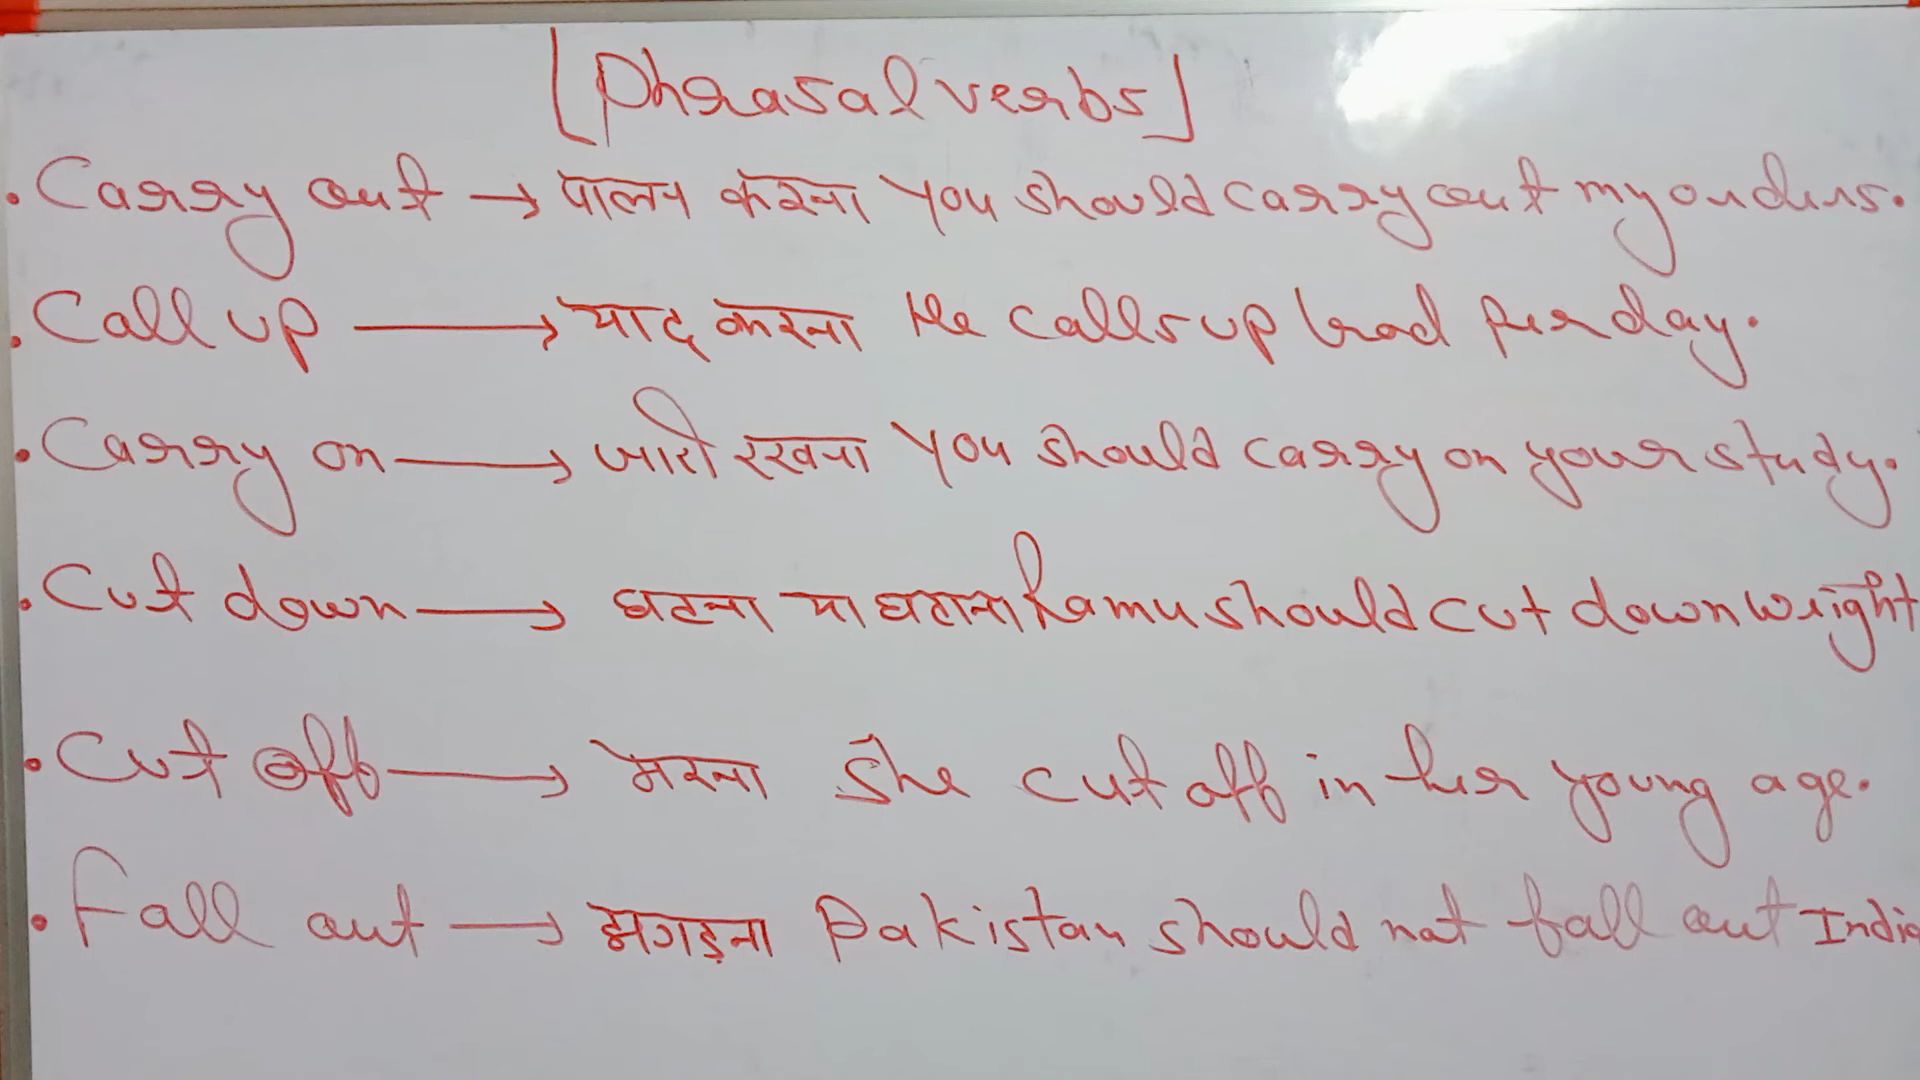 [Phrasal verbs]
. Carry out → पालन करना You should carry out my orders.
. Call up → याद करना He calls up God per day.
. Carry on → जारी रखना You should carry on your study.
. Cut down → घटना या घटाना Ramu should cut down weight
. Cut off → मरना She cut off in her young age.
. Fall out → झगड़ना Pakistan should not fall out India